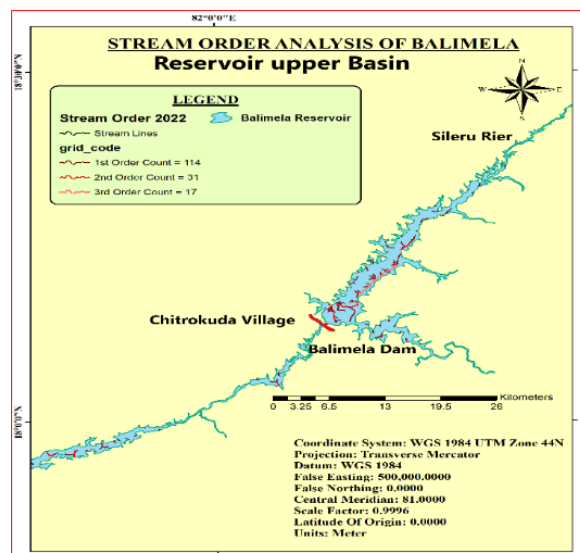 82°0'0"E
STREAM ORDER ANALYSIS OF BALIMELA
Reservoir upper Basin
N
W E
S
LEGEND
Stream Order 2022
Balimela Reservoir
Stream Lines
grid_code
1st Order Count = 114
2nd Order Count = 31
3rd Order Count = 17
Sileru Rier
Chitrokuda Village
Balimela Dam
Kilometers
0 3.25 6.5 13 19.5 26
18°0'0"N
Coordinate System: WGS 1984 UTM Zone 44N
Projection: Transverse Mercator
Datum: WGS 1984
False Easting: 500,000.0000
False Northing: 0.0000
Central Meridian: 81.0000
Scale Factor: 0.9996
Latitude Of Origin: 0.0000
Units: Meter